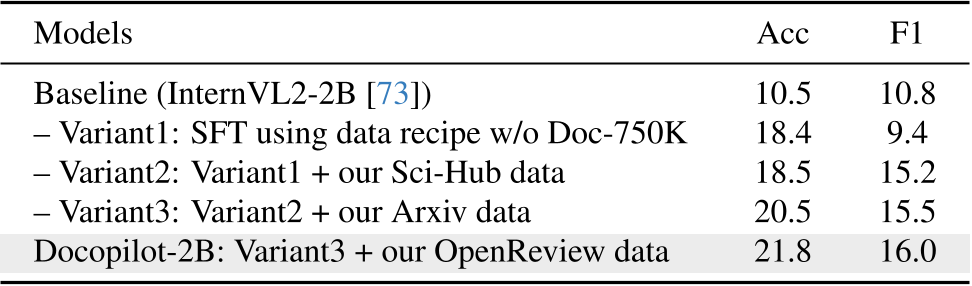 Models Acc F1
Baseline (InternVL2-2B [73]) 10.5 10.8
– Variant1: SFT using data recipe w/o Doc-750K 18.4 9.4
– Variant2: Variant1 + our Sci-Hub data 18.5 15.2
– Variant3: Variant2 + our Arxiv data 20.5 15.5
Docopilot-2B: Variant3 + our OpenReview data 21.8 16.0